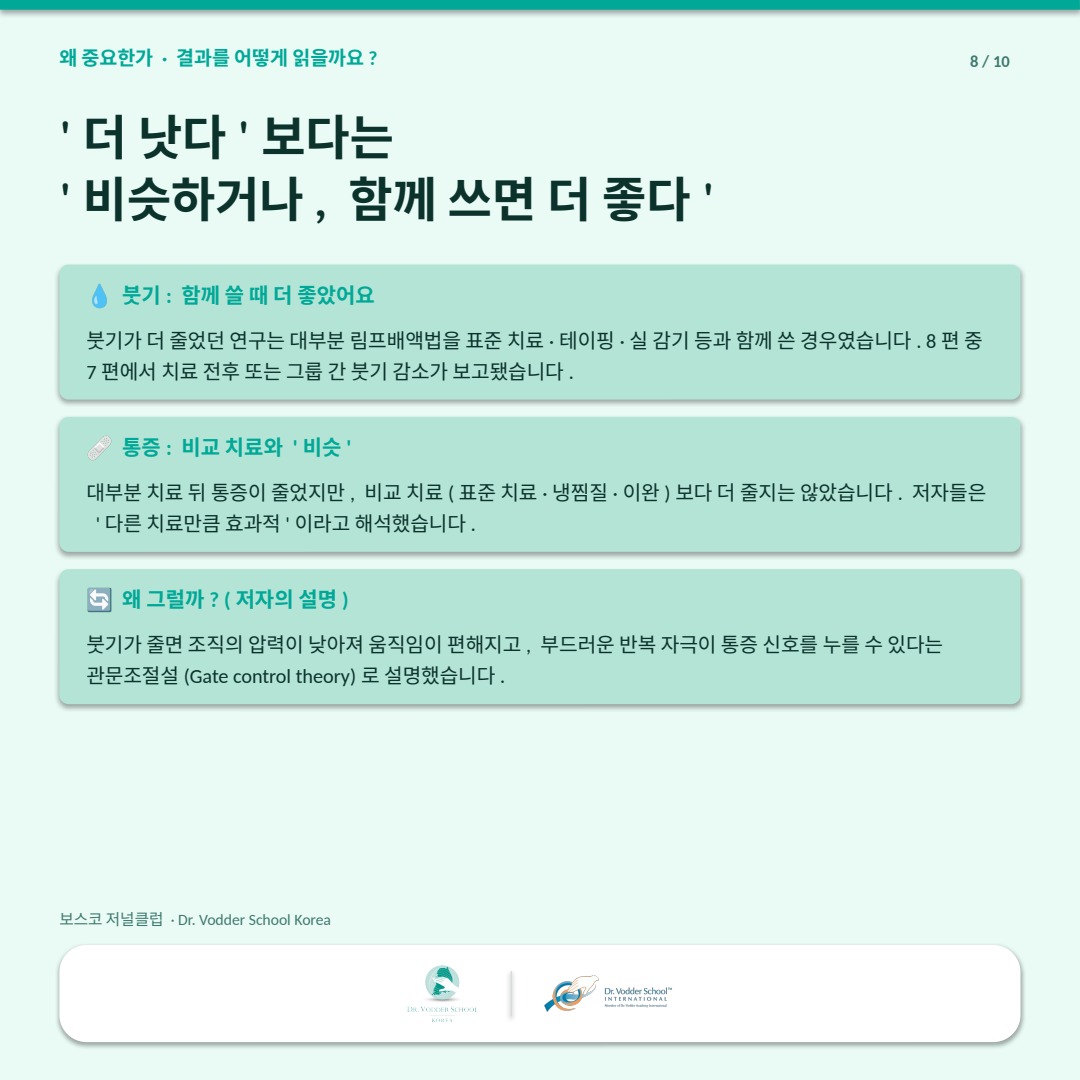 왜 중요한가 · 결과를 어떻게 읽을까요 ?
8 / 10
' 더 낫다 ' 보다는
' 비슷하거나 , 함께 쓰면 더 좋다 '
💧 붓기 : 함께 쓸 때 더 좋았어요
붓기가 더 줄었던 연구는 대부분 림프배액법을 표준 치료 · 테이핑 · 실 감기 등과 함께 쓴 경우였습니다 . 8 편 중
7 편에서 치료 전후 또는 그룹 간 붓기 감소가 보고됐습니다 .
🩹 통증 : 비교 치료와 ' 비슷 '
대부분 치료 뒤 통증이 줄었지만 , 비교 치료 ( 표준 치료 · 냉찜질 · 이완 ) 보다 더 줄지는 않았습니다 . 저자들은
' 다른 치료만큼 효과적 ' 이라고 해석했습니다 .
🔄 왜 그럴까 ? ( 저자의 설명 )
붓기가 줄면 조직의 압력이 낮아져 움직임이 편해지고 , 부드러운 반복 자극이 통증 신호를 누를 수 있다는
관문조절설 (Gate control theory) 로 설명했습니다 .
보스코 저널클럽 · Dr. Vodder School Korea
DR. VODDER SCHOOL
KOREA
Dr. Vodder School™
INTERNATIONAL
Member of Dr. Vodder Academy International